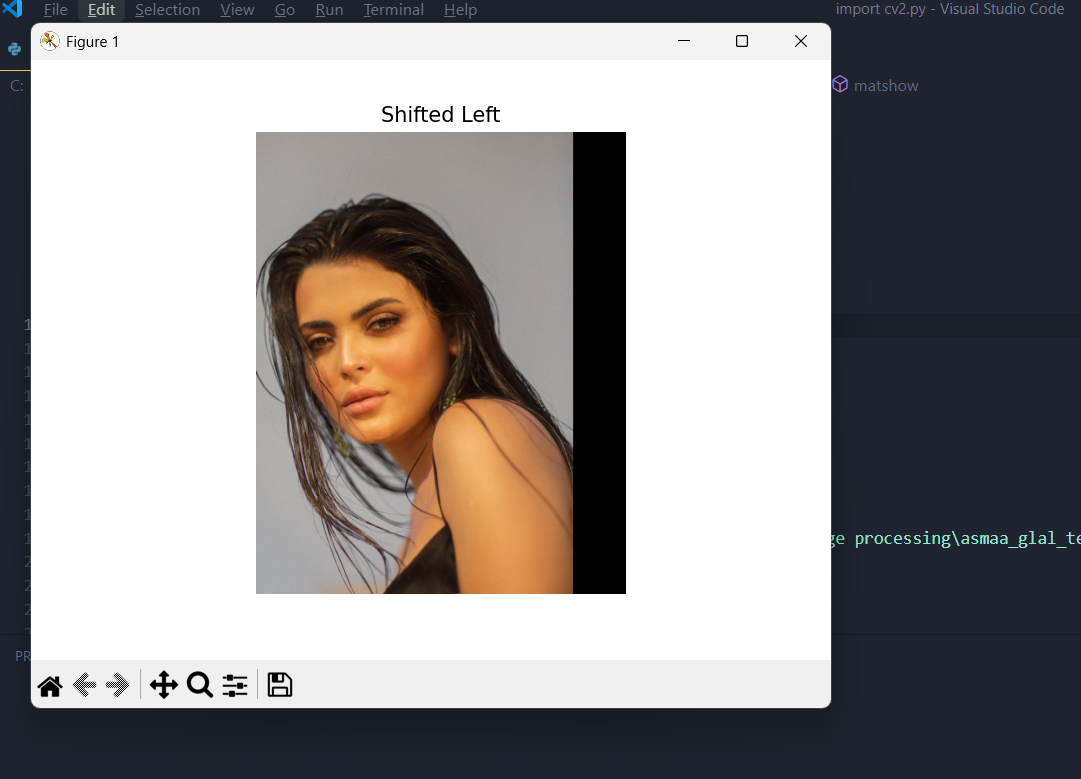 File Edit Selection View Go Run Terminal Help
import cv2.py - Visual Studio Code
Figure 1
C:
matshow
Shifted Left
ge processing\asmaa_glal_te
PR